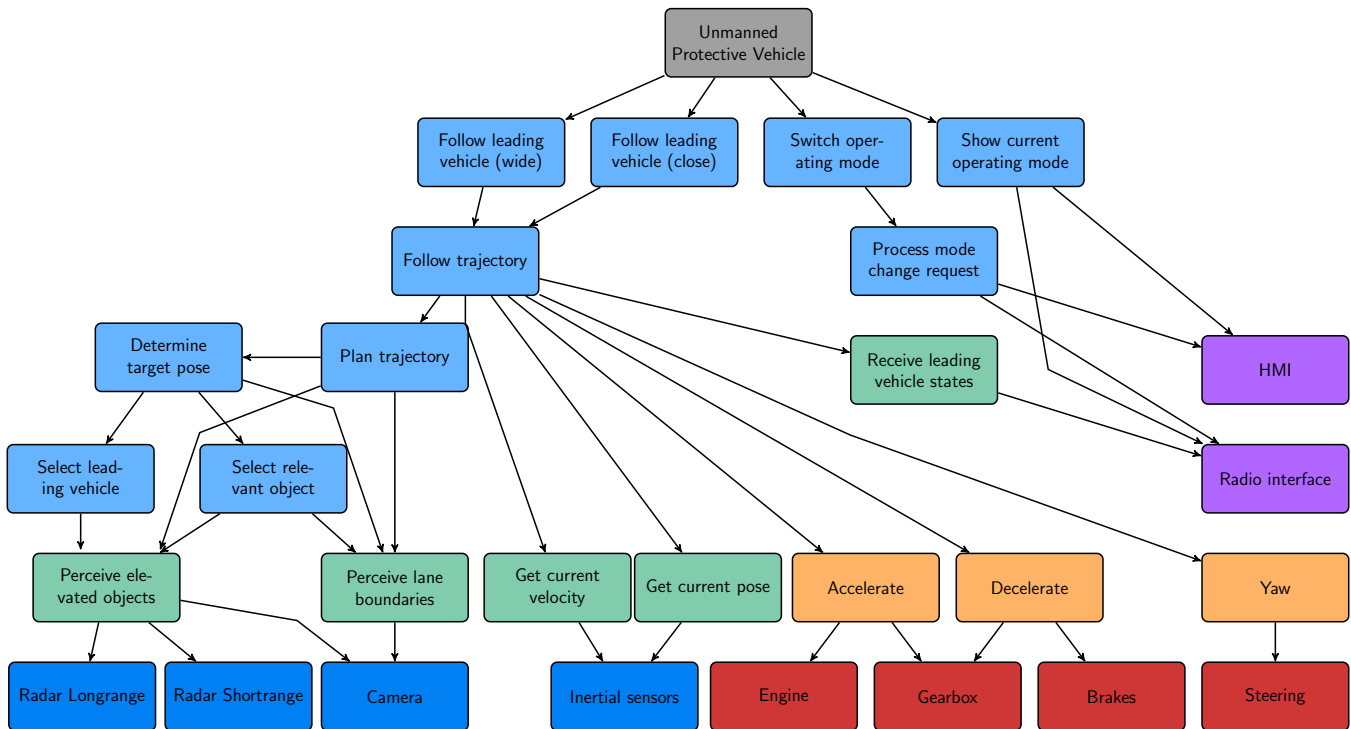 Unmanned
Protective Vehicle
Follow leading
vehicle (wide)
Follow leading
vehicle (close)
Switch oper-
ating mode
Show current
operating mode
Follow trajectory
Process mode
change request
Determine
target pose
Plan trajectory
Receive leading
vehicle states
HMI
Select lead-
ing vehicle
Select rele-
vant object
Radio interface
Perceive ele-
vated objects
Perceive lane
boundaries
Get current
velocity
Get current pose
Accelerate
Decelerate
Yaw
Radar Longrange
Radar Shortrange
Camera
Inertial sensors
Engine
Gearbox
Brakes
Steering